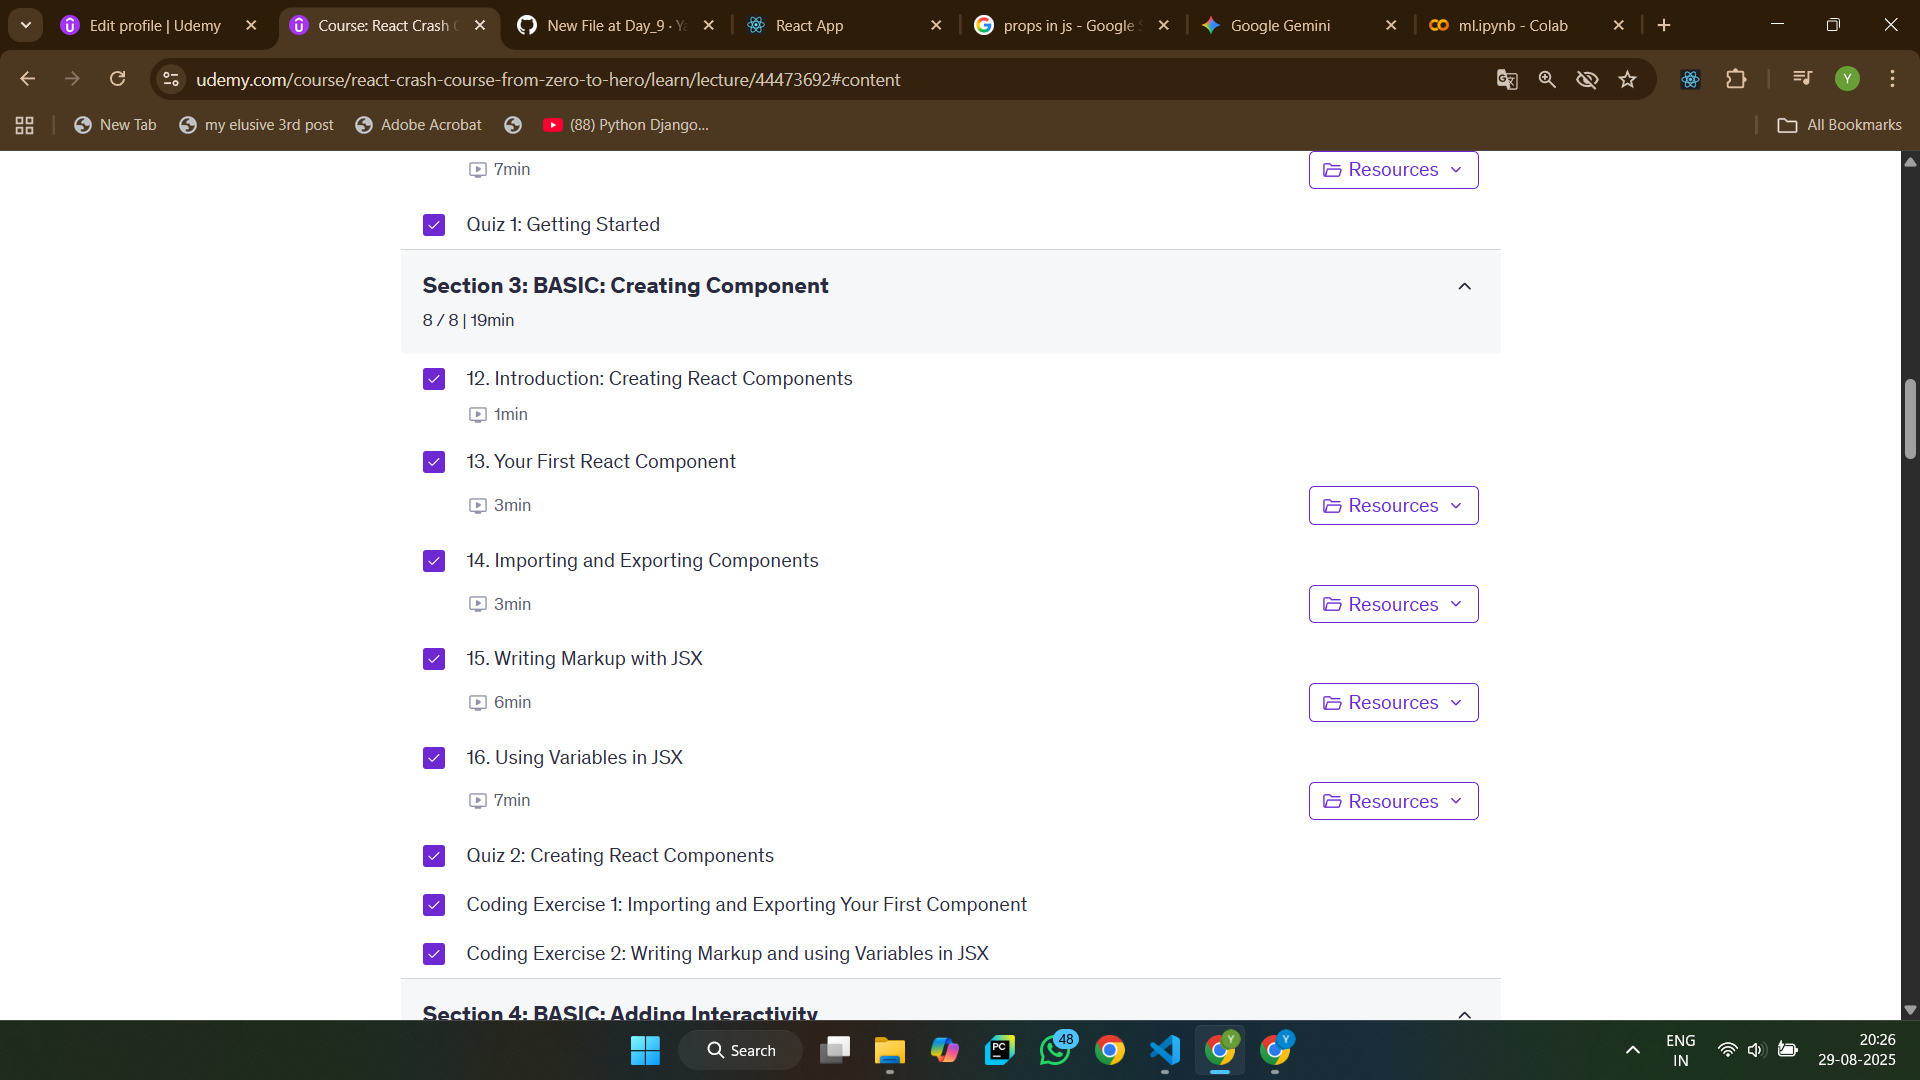 Edit profile | Udemy
Course: React Crash
New File at Day_9 · Ya
React App
props in js - Google S
Google Gemini
ml.ipynb - Colab
udemy.com/course/react-crash-course-from-zero-to-hero/learn/lecture/44473692#content
Y
New Tab
my elusive 3rd post
Adobe Acrobat
(88) Python Django...
All Bookmarks
7min
Resources
Quiz 1: Getting Started
Section 3: BASIC: Creating Component
8 / 8 | 19min
12. Introduction: Creating React Components
1min
13. Your First React Component
3min
Resources
14. Importing and Exporting Components
3min
Resources
15. Writing Markup with JSX
6min
Resources
16. Using Variables in JSX
7min
Resources
Quiz 2: Creating React Components
Coding Exercise 1: Importing and Exporting Your First Component
Coding Exercise 2: Writing Markup and using Variables in JSX
Section 4: BASIC: Adding Interactivity
Search
PC
48
Y
Y
ENG
IN
20:26
29-08-2025